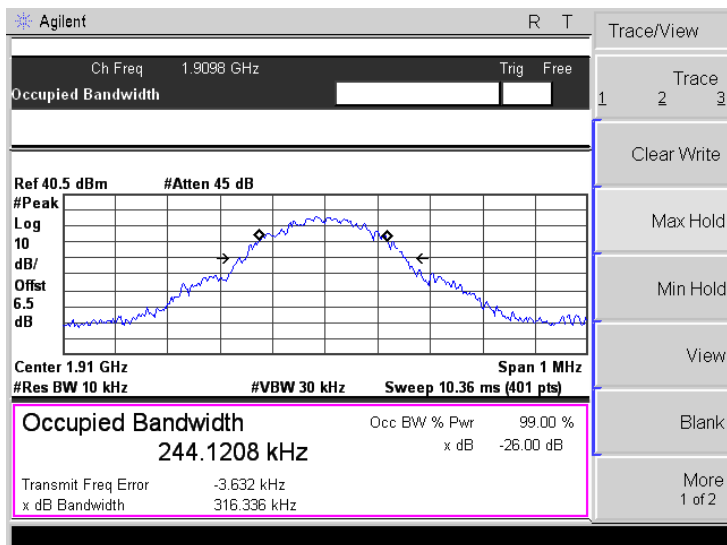 Agilent R T
Ch Freq 1.9098 GHz Trig Free
Occupied Bandwidth
Ref 40.5 dBm #Atten 45 dB
#Peak
Log
10
dB/
Offst
6.5
dB
Center 1.91 GHz Span 1 MHz
#Res BW 10 kHz #VBW 30 kHz Sweep 10.36 ms (401 pts)
Occupied Bandwidth Occ BW % Pwr 99.00 %
244.1208 kHz x dB -26.00 dB
Transmit Freq Error -3.632 kHz
x dB Bandwidth 316.336 kHz
Trace/View
Trace
1 2 3
Clear Write
Max Hold
Min Hold
View
Blank
More
1 of 2